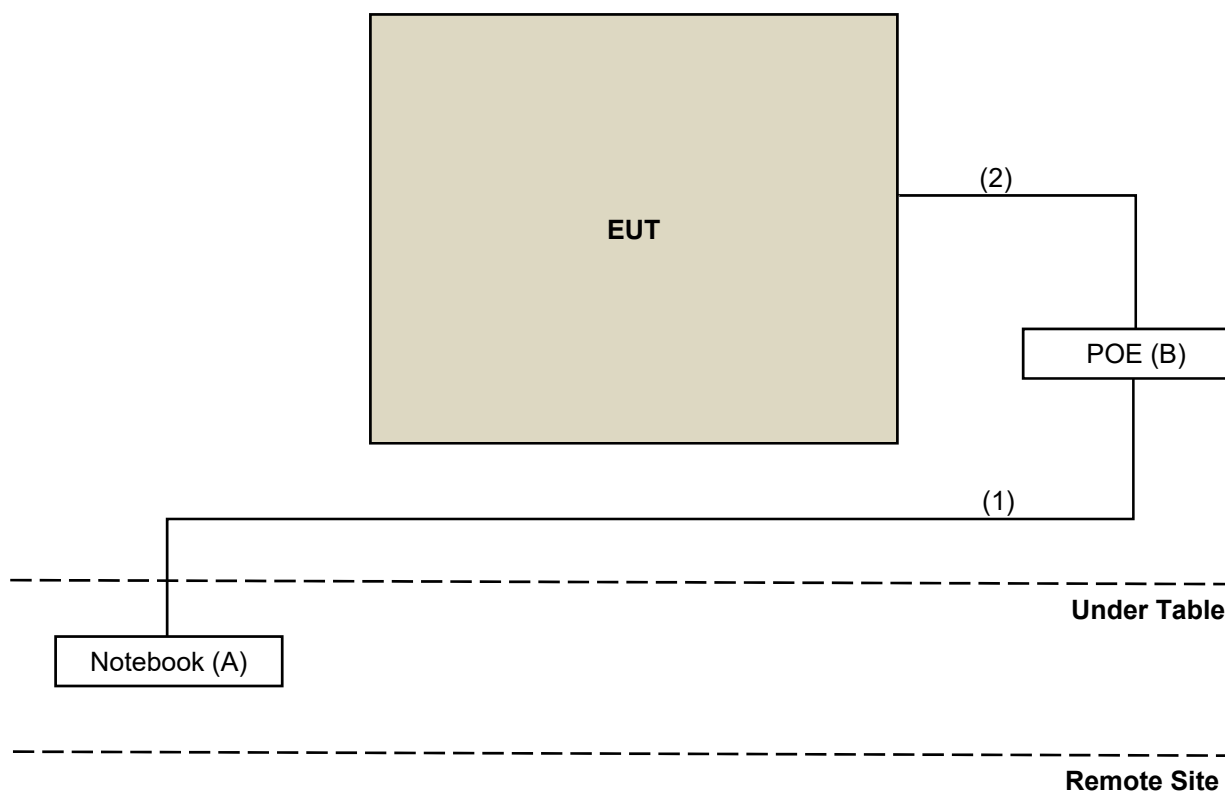 (2)
EUT
POE (B)
(1)
Under Table
Notebook (A)
Remote Site